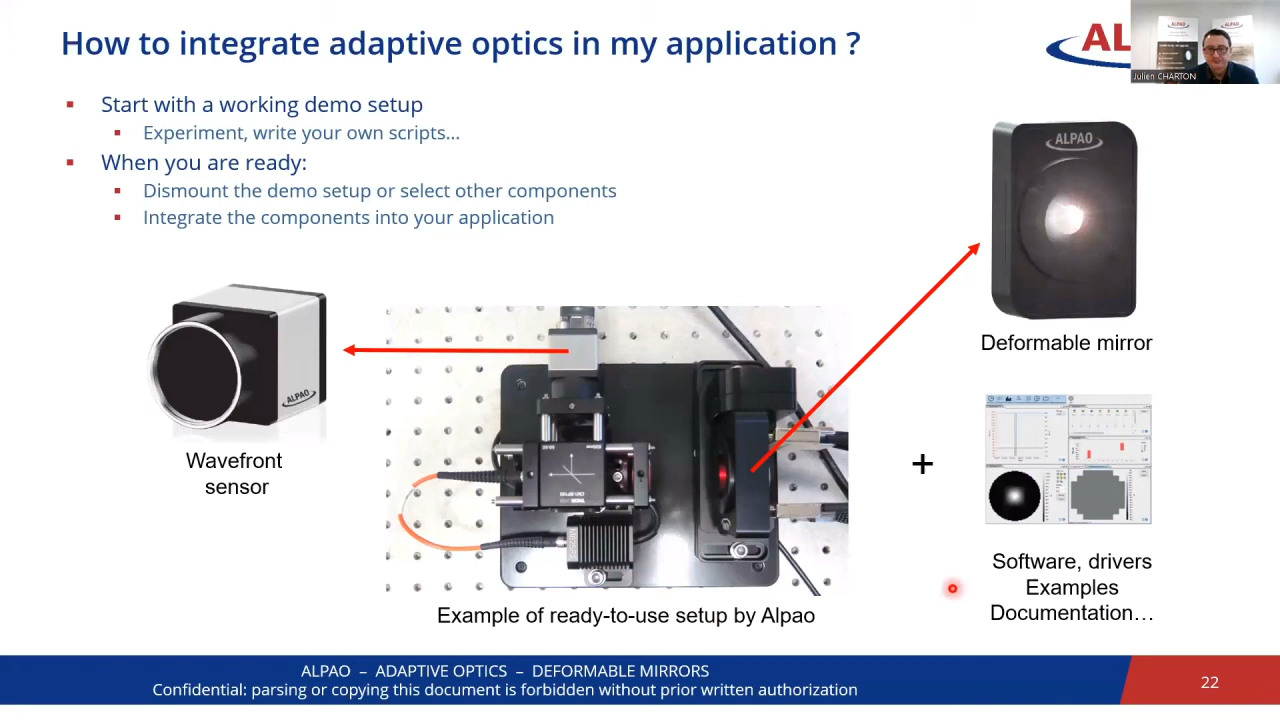 How to integrate adaptive optics in my application ?
AL
Julien CHARTON
Start with a working demo setup
Experiment, write your own scripts…
When you are ready:
Dismount the demo setup or select other components
Integrate the components into your application
ALPAO
Deformable mirror
ALPAO
Wavefront
sensor
+
Software, drivers
Examples
Documentation…
Example of ready-to-use setup by Alpao
ALPAO – ADAPTIVE OPTICS – DEFORMABLE MIRRORS
Confidential: parsing or copying this document is forbidden without prior written authorization
22